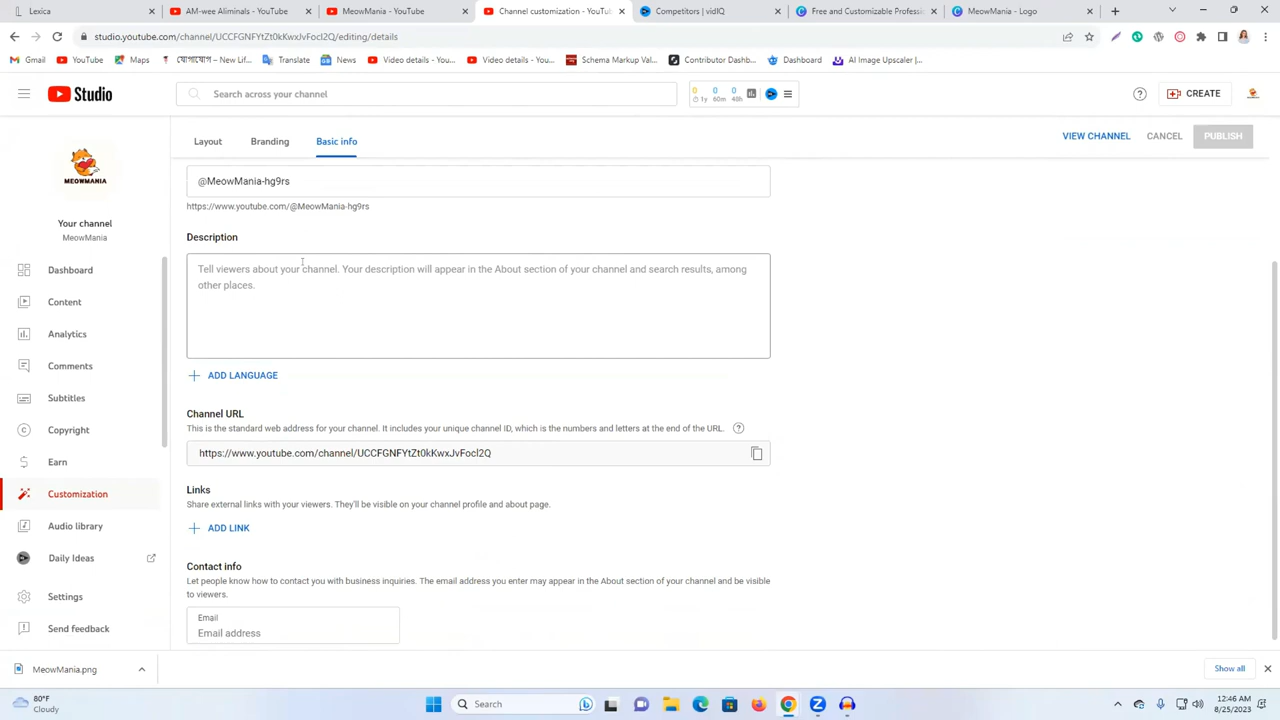 Lexica
AM-wee Aliminals - YouTube
MeowMania - YouTube
Channel customization - YouTub
Competitors | vidIQ
Free and Customizable Professi
MeowMania - Logo
studio.youtube.com/channel/UCCFGNFYtZt0kKwxJvFocl2Q/editing/details
Gmail
YouTube
Maps
যোগাযোগ – New Lif...
Translate
News
Video details - You...
Video details - You...
Schema Markup Val...
Contributor Dashb...
Dashboard
AI Image Upscaler |...
Studio
Search across your channel
0 0 0
1y 60m 48h
CREATE
Layout
Branding
Basic info
VIEW CHANNEL
CANCEL
PUBLISH
MEOWMANIA
Your channel
MeowMania
Dashboard
Content
Analytics
Comments
Subtitles
Copyright
Earn
Customization
Audio library
Daily Ideas
Settings
Send feedback
@MeowMania-hg9rs
https://www.youtube.com/@MeowMania-hg9rs
Description
Tell viewers about your channel. Your description will appear in the About section of your channel and search results, among
other places.
ADD LANGUAGE
Channel URL
This is the standard web address for your channel. It includes your unique channel ID, which is the numbers and letters at the end of the URL.
https://www.youtube.com/channel/UCCFGNFYtZt0kKwxJvFocl2Q
Links
Share external links with your viewers. They'll be visible on your channel profile and about page.
ADD LINK
Contact info
Let people know how to contact you with business inquiries. The email address you enter may appear in the About section of your channel and be visible
to viewers.
Email
Email address
MeowMania.png
Show all
80°F
Cloudy
Search
12:46 AM
8/25/2023